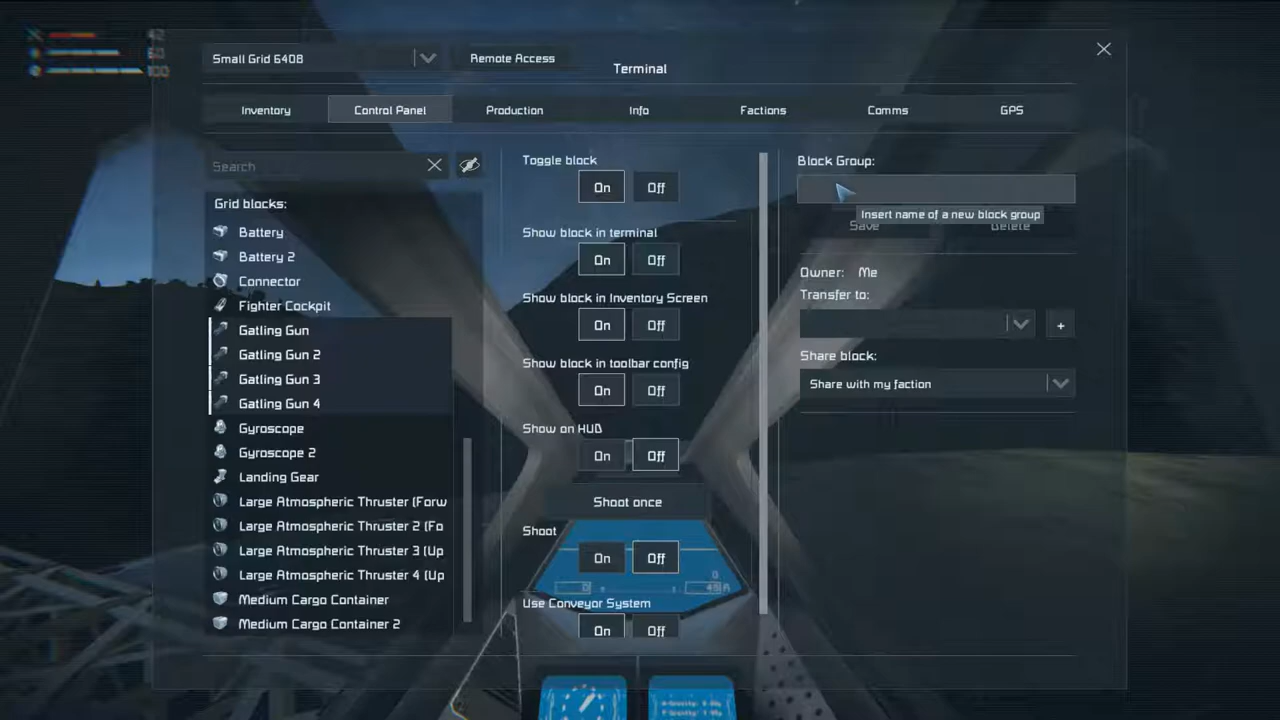 42
60
100
Small Grid 6408
Remote Access
Terminal
Inventory
Control Panel
Production
Info
Factions
Comms
GPS
Search
Grid blocks:
Battery
Battery 2
Connector
Fighter Cockpit
Gatling Gun
Gatling Gun 2
Gatling Gun 3
Gatling Gun 4
Gyroscope
Gyroscope 2
Landing Gear
Large Atmospheric Thruster (Forw
Large Atmospheric Thruster 2 (Fo
Large Atmospheric Thruster 3 (Up
Large Atmospheric Thruster 4 (Up
Medium Cargo Container
Medium Cargo Container 2
Toggle block
On Off
Show block in terminal
On Off
Show block in Inventory Screen
On Off
Show block in toolbar config
On Off
Show on HUD
On Off
Shoot once
Shoot
On Off
Use Conveyor System
On Off
Block Group:
Insert name of a new block group
Save Delete
Owner: Me
Transfer to:
+
Share block:
Share with my faction